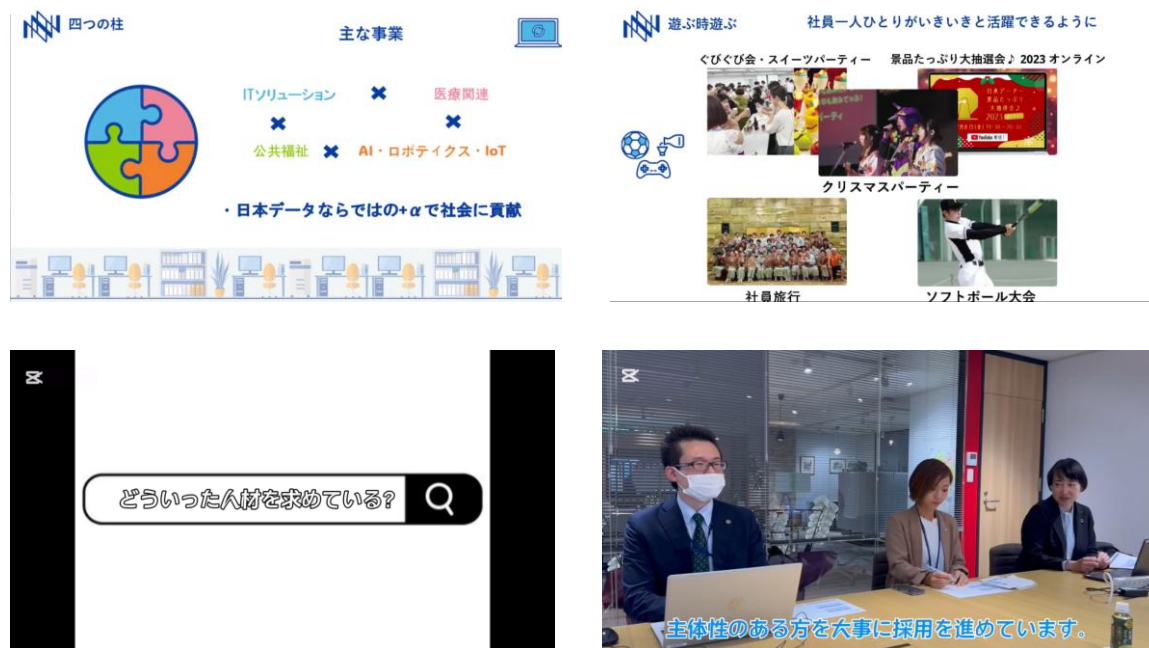 四つの柱
主な事業
ITソリューション
医療関連
公共福祉
AI・ロボティクス・IoT
・日本データならではの+αで社会に貢献
遊ぶ時遊ぶ
社員一人ひとりがいきいきと活躍できるように
ぐびぐび会・スイーツパーティー
景品たっぷり大抽選会♪ 2023 オンライン
クリスマスパーティー
社員旅行
ソフトボール大会
どういった人材を求めている?
主体性のある方を大事に採用を進めています。